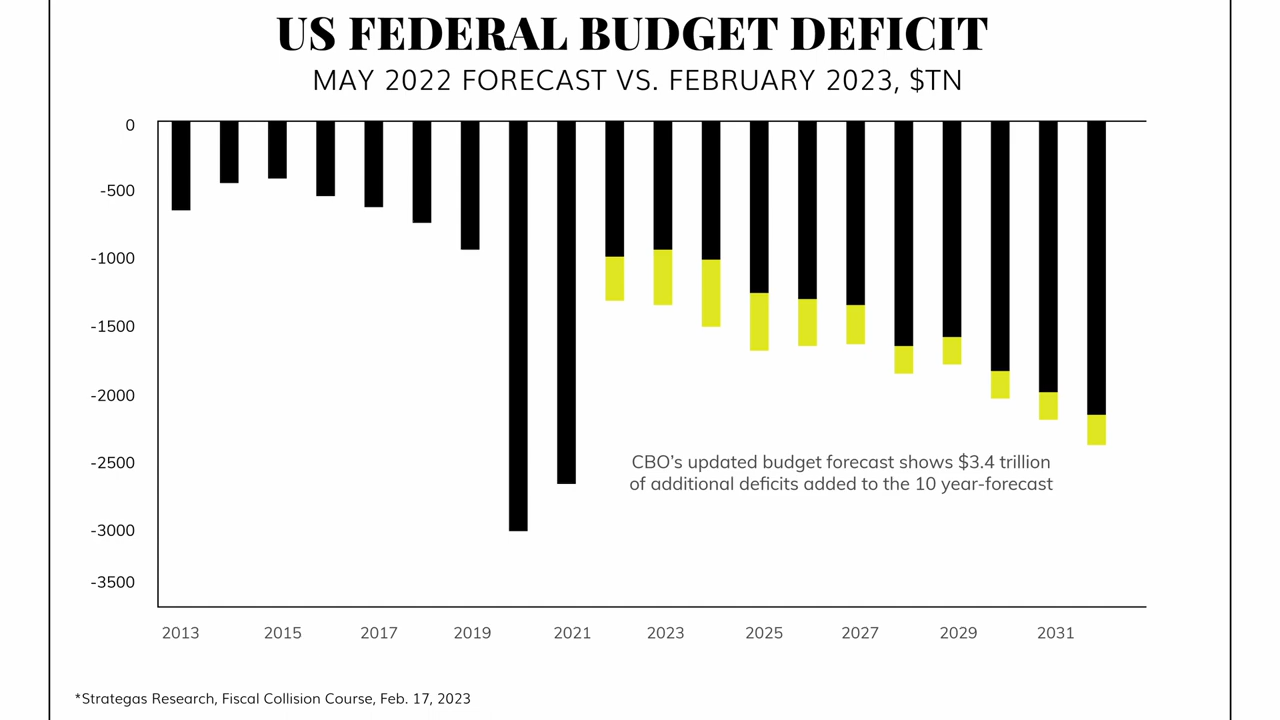 US FEDERAL BUDGET DEFICIT
MAY 2022 FORECAST VS. FEBRUARY 2023, $TN
0
-500
-1000
-1500
-2000
-2500
-3000
-3500
CBO’s updated budget forecast shows $3.4 trillion
of additional deficits added to the 10 year-forecast
2013 2015 2017 2019 2021 2023 2025 2027 2029 2031
*Strategas Research, Fiscal Collision Course, Feb. 17, 2023